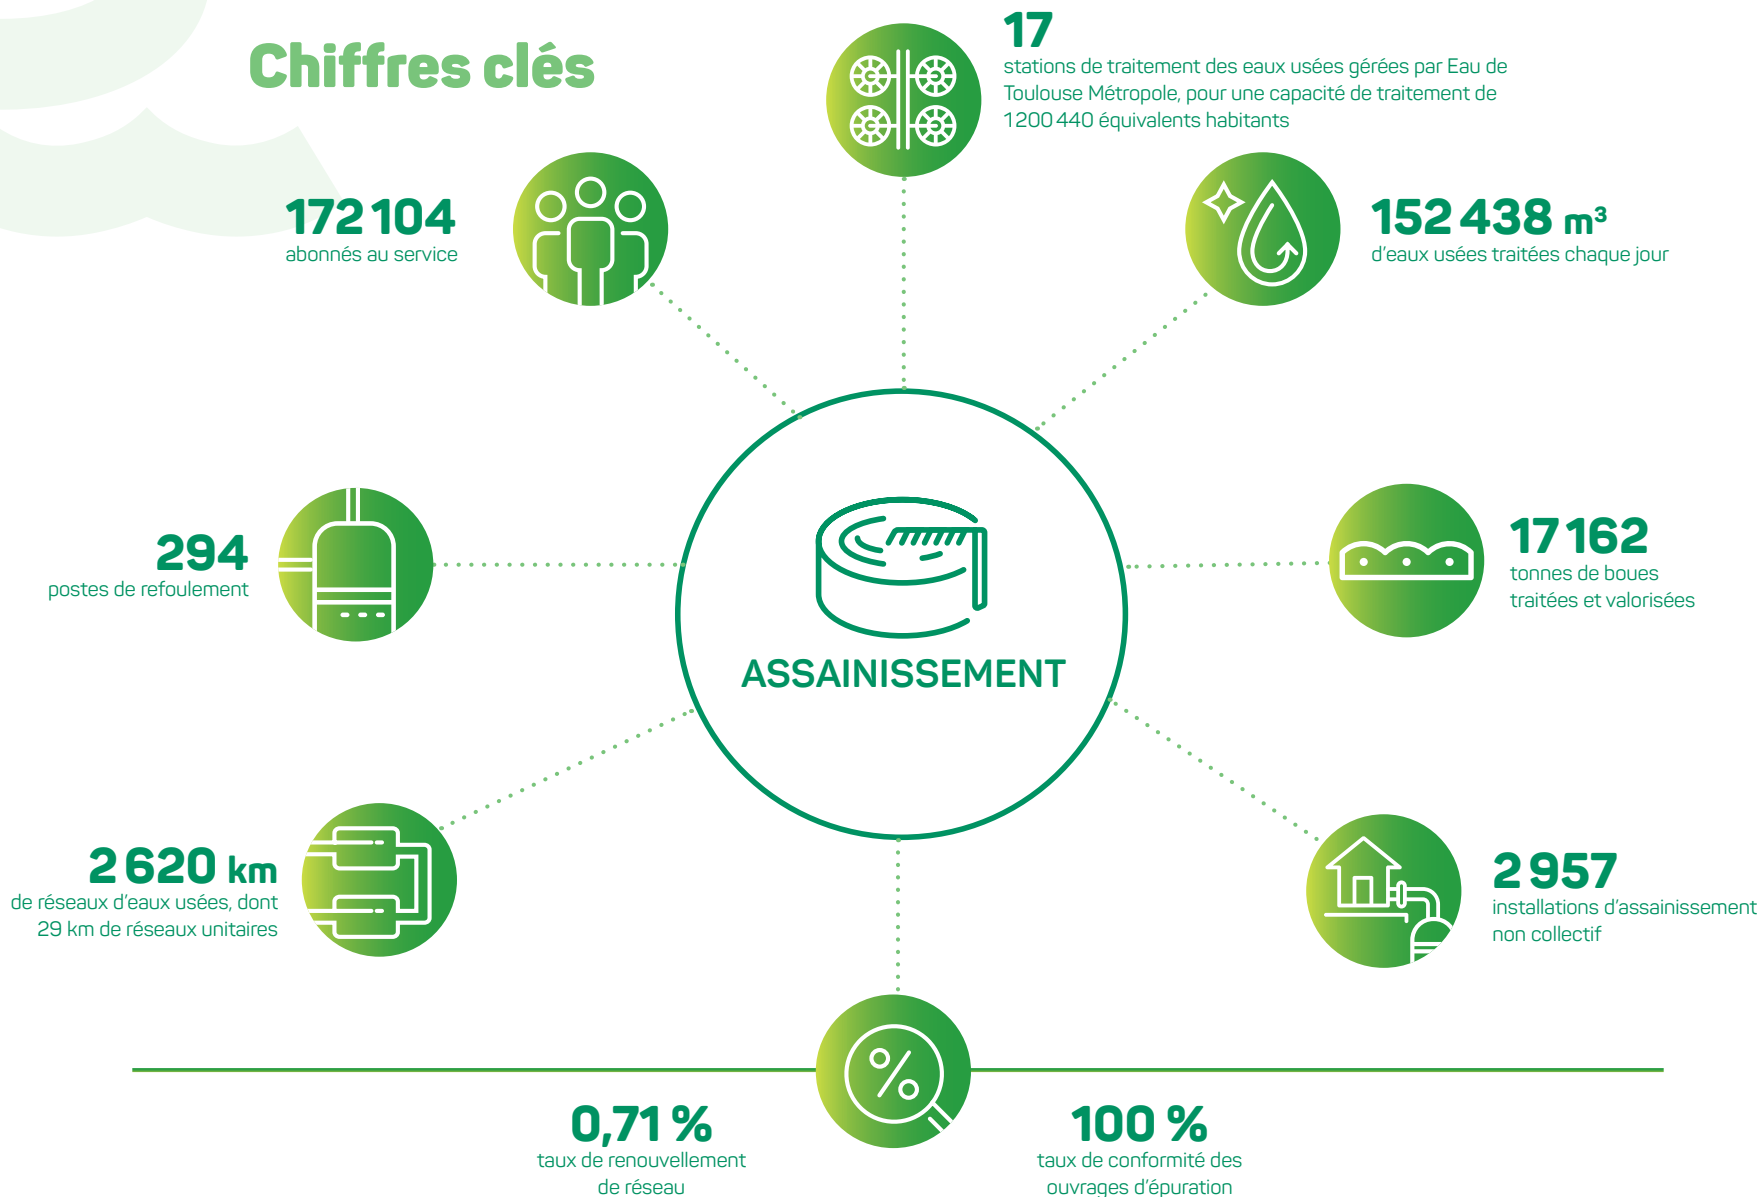 Chiffres clés
17
stations de traitement des eaux usées gérées par Eau de
Toulouse Métropole, pour une capacité de traitement de
1 200 440 équivalents habitants
172 104
abonnés au service
152 438 m³
d'eaux usées traitées chaque jour
294
postes de refoulement
17 162
tonnes de boues
traitées et valorisées
ASSAINISSEMENT
2 620 km
de réseaux d'eaux usées, dont
29 km de réseaux unitaires
2 957
installations d'assainissement
non collectif
%
0,71 %
taux de renouvellement
de réseau
100 %
taux de conformité des
ouvrages d'épuration